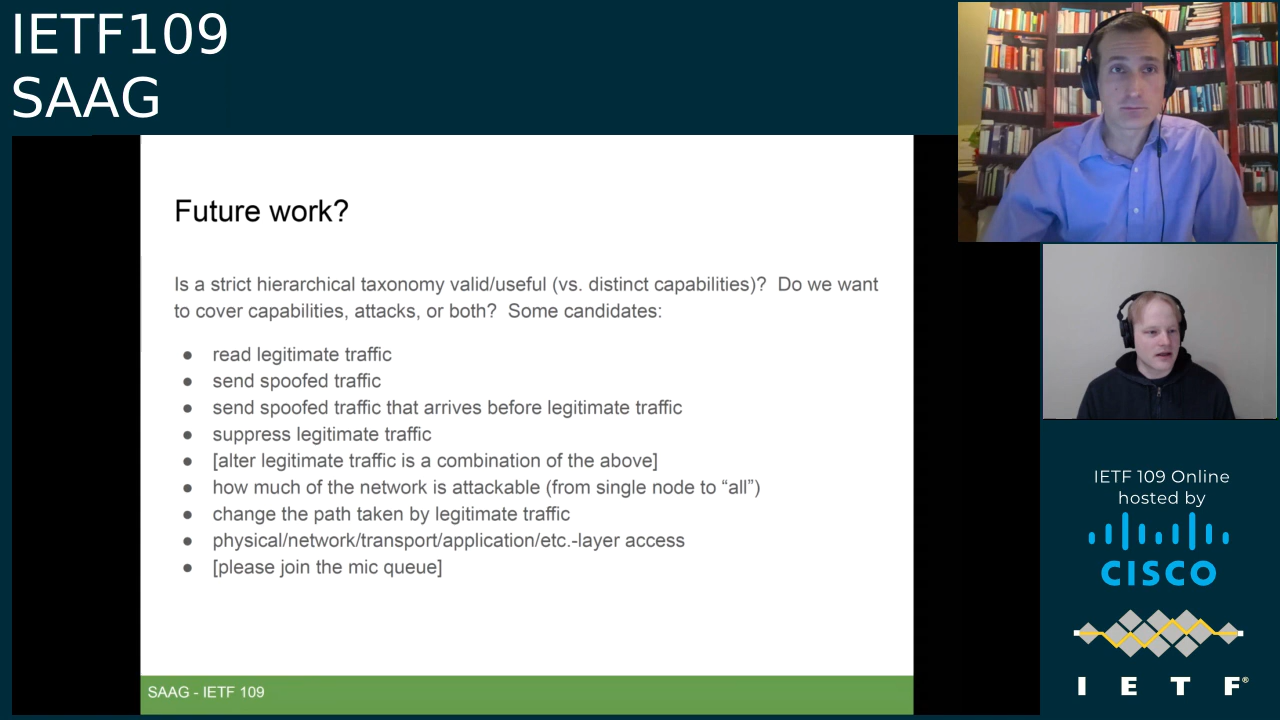 IETF109
SAAG
Future work?
Is a strict hierarchical taxonomy valid/useful (vs. distinct capabilities)? Do we want
to cover capabilities, attacks, or both? Some candidates:
● read legitimate traffic
● send spoofed traffic
● send spoofed traffic that arrives before legitimate traffic
● suppress legitimate traffic
● [alter legitimate traffic is a combination of the above]
● how much of the network is attackable (from single node to “all”)
● change the path taken by legitimate traffic
● physical/network/transport/application/etc.-layer access
● [please join the mic queue]
SAAG - IETF 109
IETF 109 Online
hosted by
CISCO
I E T F®